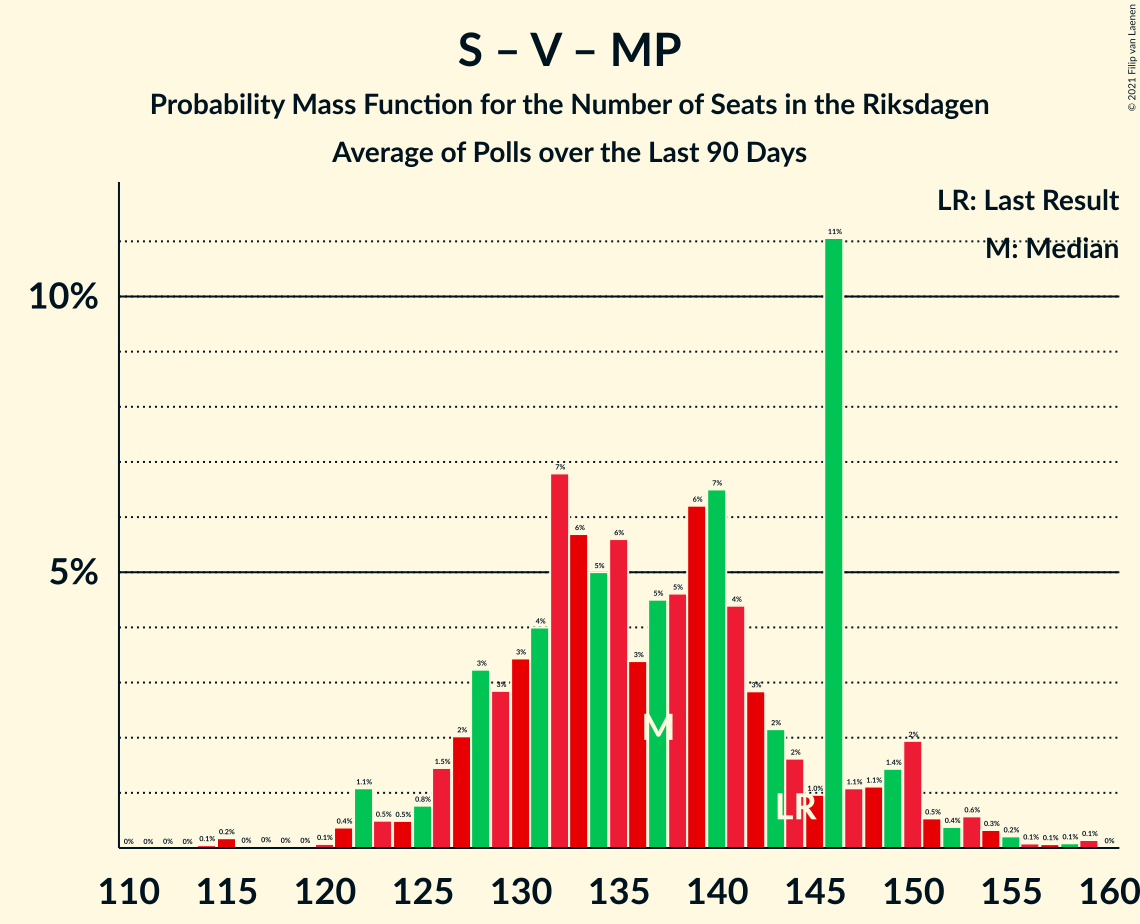 S – V – MP
Probability Mass Function for the Number of Seats in the Riksdagen
Average of Polls over the Last 90 Days
© 2021 Filip van Laenen
LR: Last Result
M: Median
10%
5%
0% 0% 0% 0% 0.1% 0.2% 0% 0% 0% 0% 0.1% 0.4% 1.1% 0.5% 0.5% 0.8% 1.5% 2% 3% 3% 3% 4% 7% 6% 5% 6% 3% 5% 5% 6% 7% 4% 3% 2% 2% 1.0% 11% 1.1% 1.1% 1.4% 2% 0.5% 0.4% 0.6% 0.3% 0.2% 0.1% 0.1% 0.1% 0.1% 0%
M
LR
110 115 120 125 130 135 140 145 150 155 160